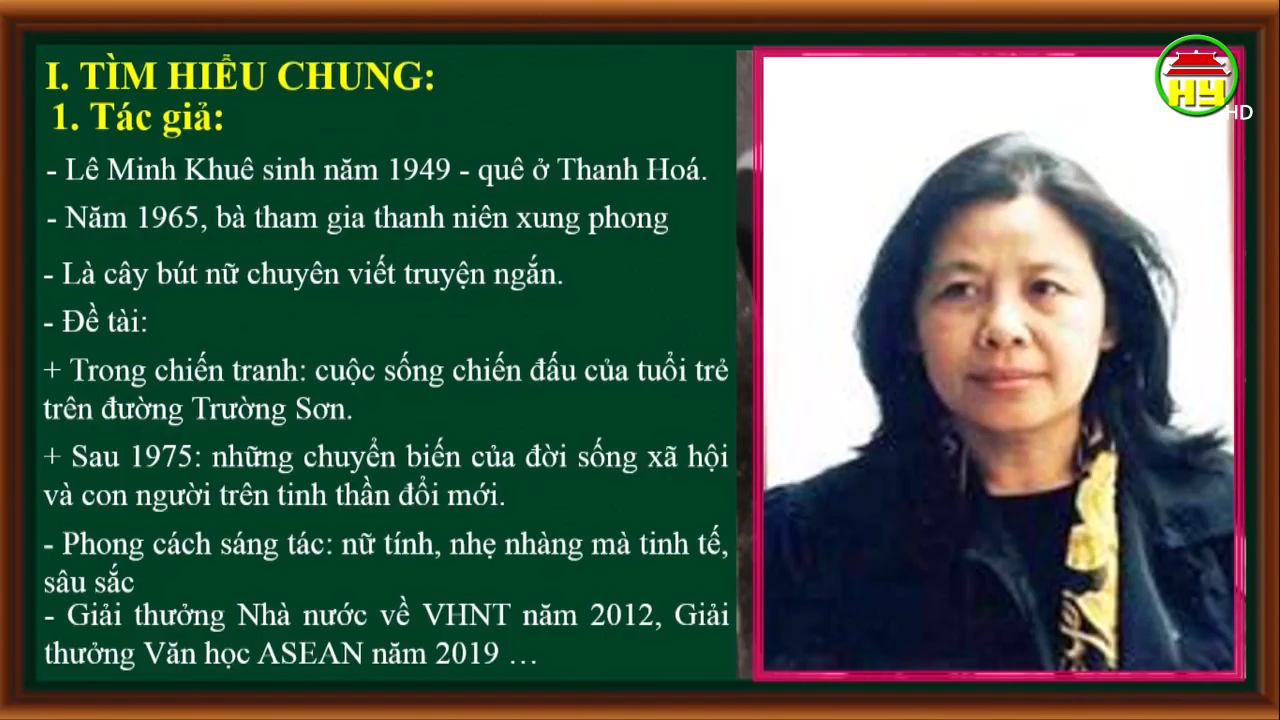 I. TÌM HIỂU CHUNG:
1. Tác giả:
- Lê Minh Khuê sinh năm 1949 - quê ở Thanh Hoá.
- Năm 1965, bà tham gia thanh niên xung phong
- Là cây bút nữ chuyên viết truyện ngắn.
- Đề tài:
+ Trong chiến tranh: cuộc sống chiến đấu của tuổi trẻ
trên đường Trường Sơn.
+ Sau 1975: những chuyển biến của đời sống xã hội
và con người trên tinh thần đổi mới.
- Phong cách sáng tác: nữ tính, nhẹ nhàng mà tinh tế,
sâu sắc
- Giải thưởng Nhà nước về VHNT năm 2012, Giải
thưởng Văn học ASEAN năm 2019 …
HY
HD